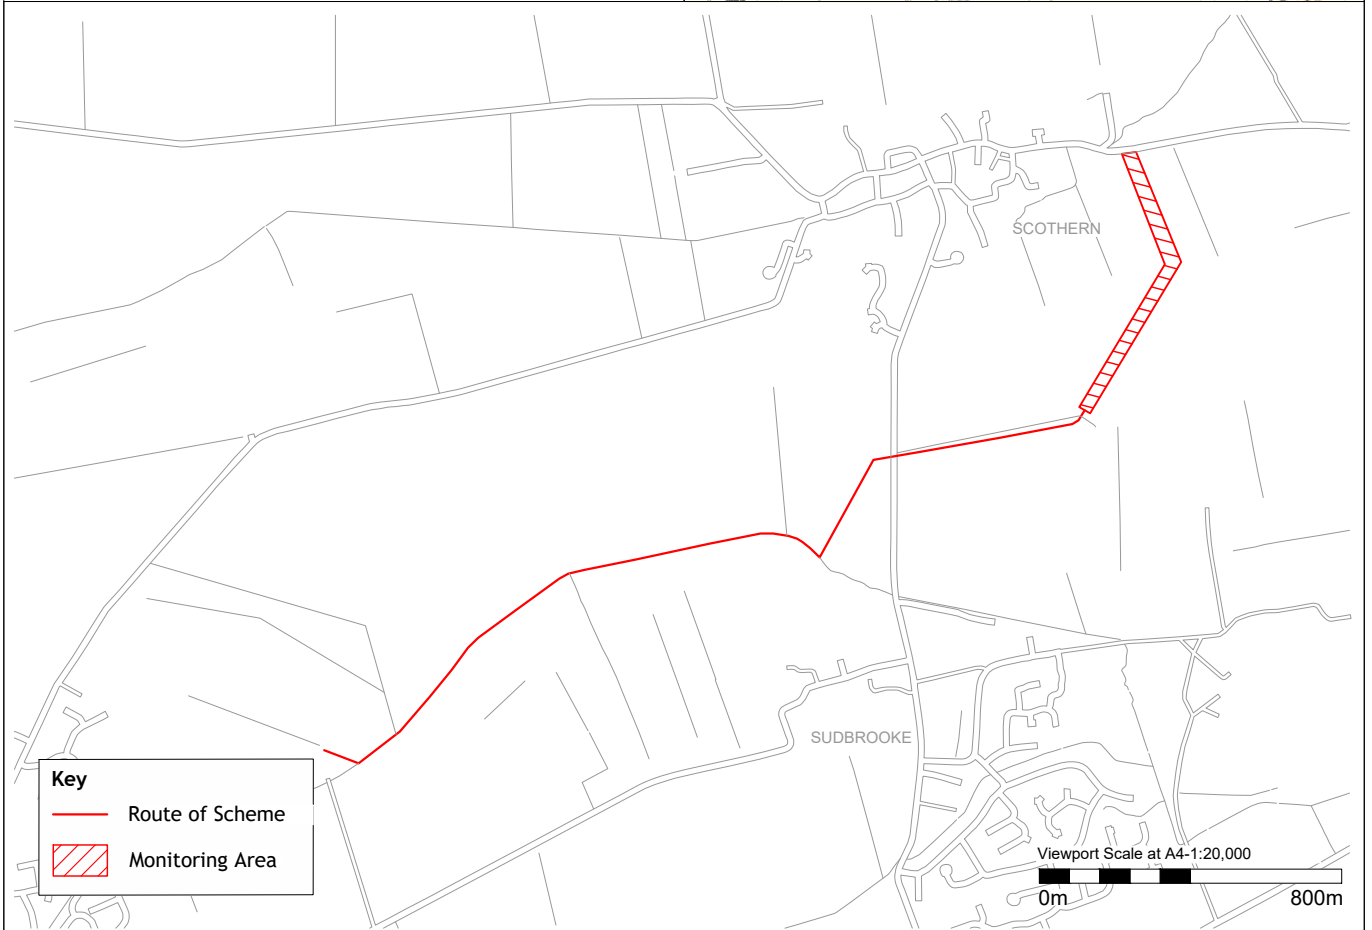 SCOTHERN
SUDBROOKE
Key
Route of Scheme
Monitoring Area
Viewport Scale at A4-1:20,000
0m 800m